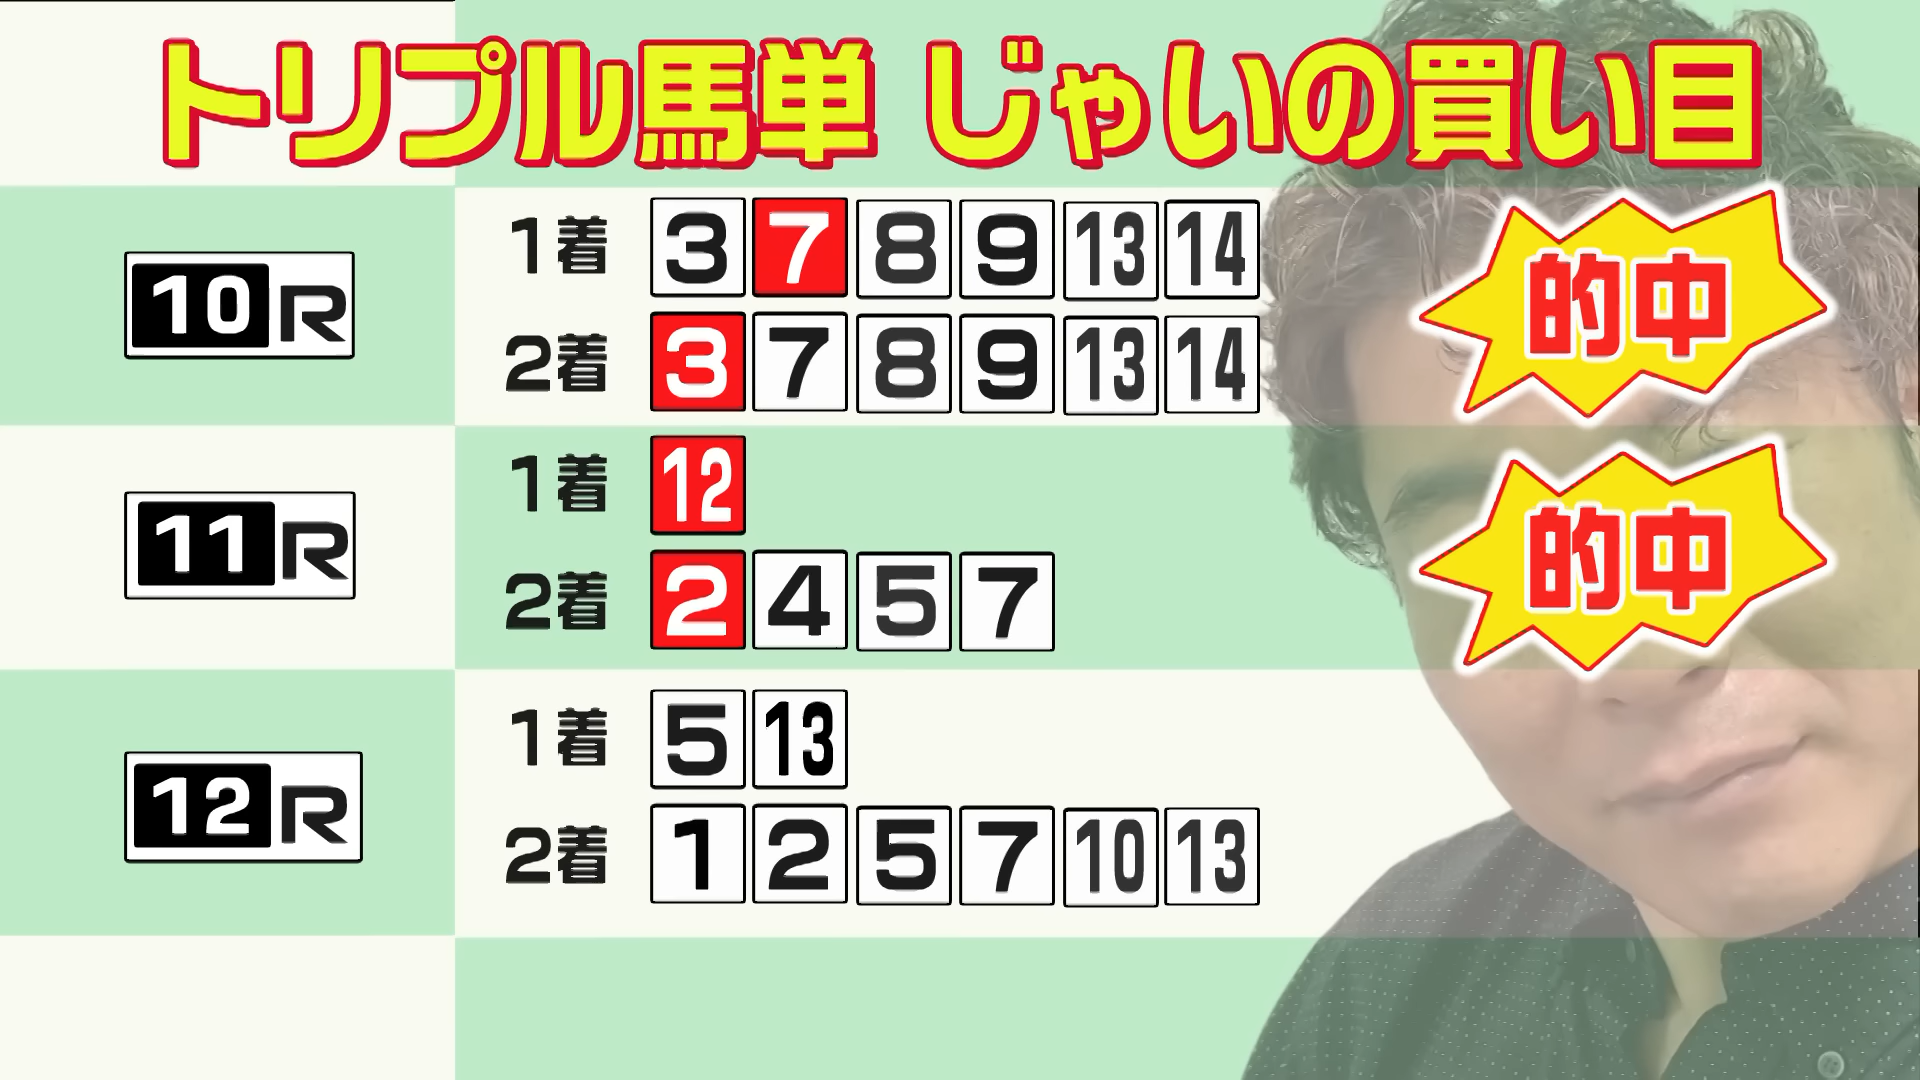 トリプル馬単 じゃいの買い目
10R
1着 3 7 8 9 13 14
2着 3 7 8 9 13 14
的中
11R
1着 12
2着 2 4 5 7
的中
12R
1着 5 13
2着 1 2 5 7 10 13